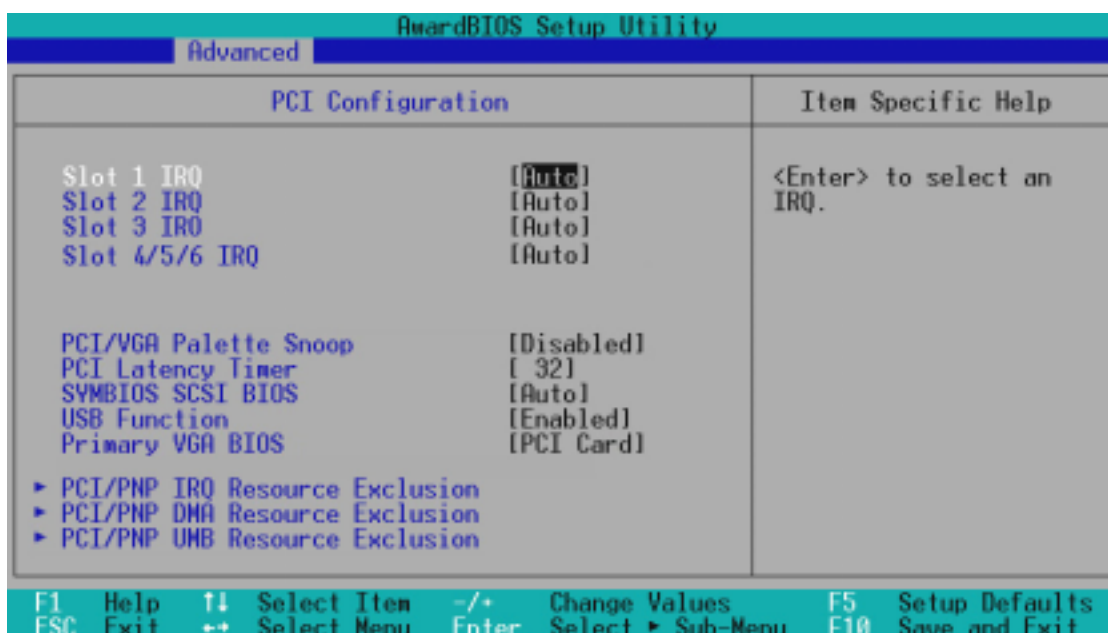 AwardBIOS Setup Utility
Advanced
PCI Configuration
Item Specific Help
Slot 1 IRQ [Auto]
Slot 2 IRQ [Auto]
Slot 3 IRQ [Auto]
Slot 4/5/6 IRQ [Auto]
<Enter> to select an
IRQ.
PCI/VGA Palette Snoop [Disabled]
PCI Latency Timer [ 32]
SYMBIOS SCSI BIOS [Auto]
USB Function [Enabled]
Primary VGA BIOS [PCI Card]
► PCI/PNP IRQ Resource Exclusion
► PCI/PNP DMA Resource Exclusion
► PCI/PNP UMB Resource Exclusion
F1 Help ↑↓ Select Item -/+ Change Values F5 Setup Defaults
ESC Exit ←→ Select Menu Enter Select ► Sub-Menu F10 Save and Exit